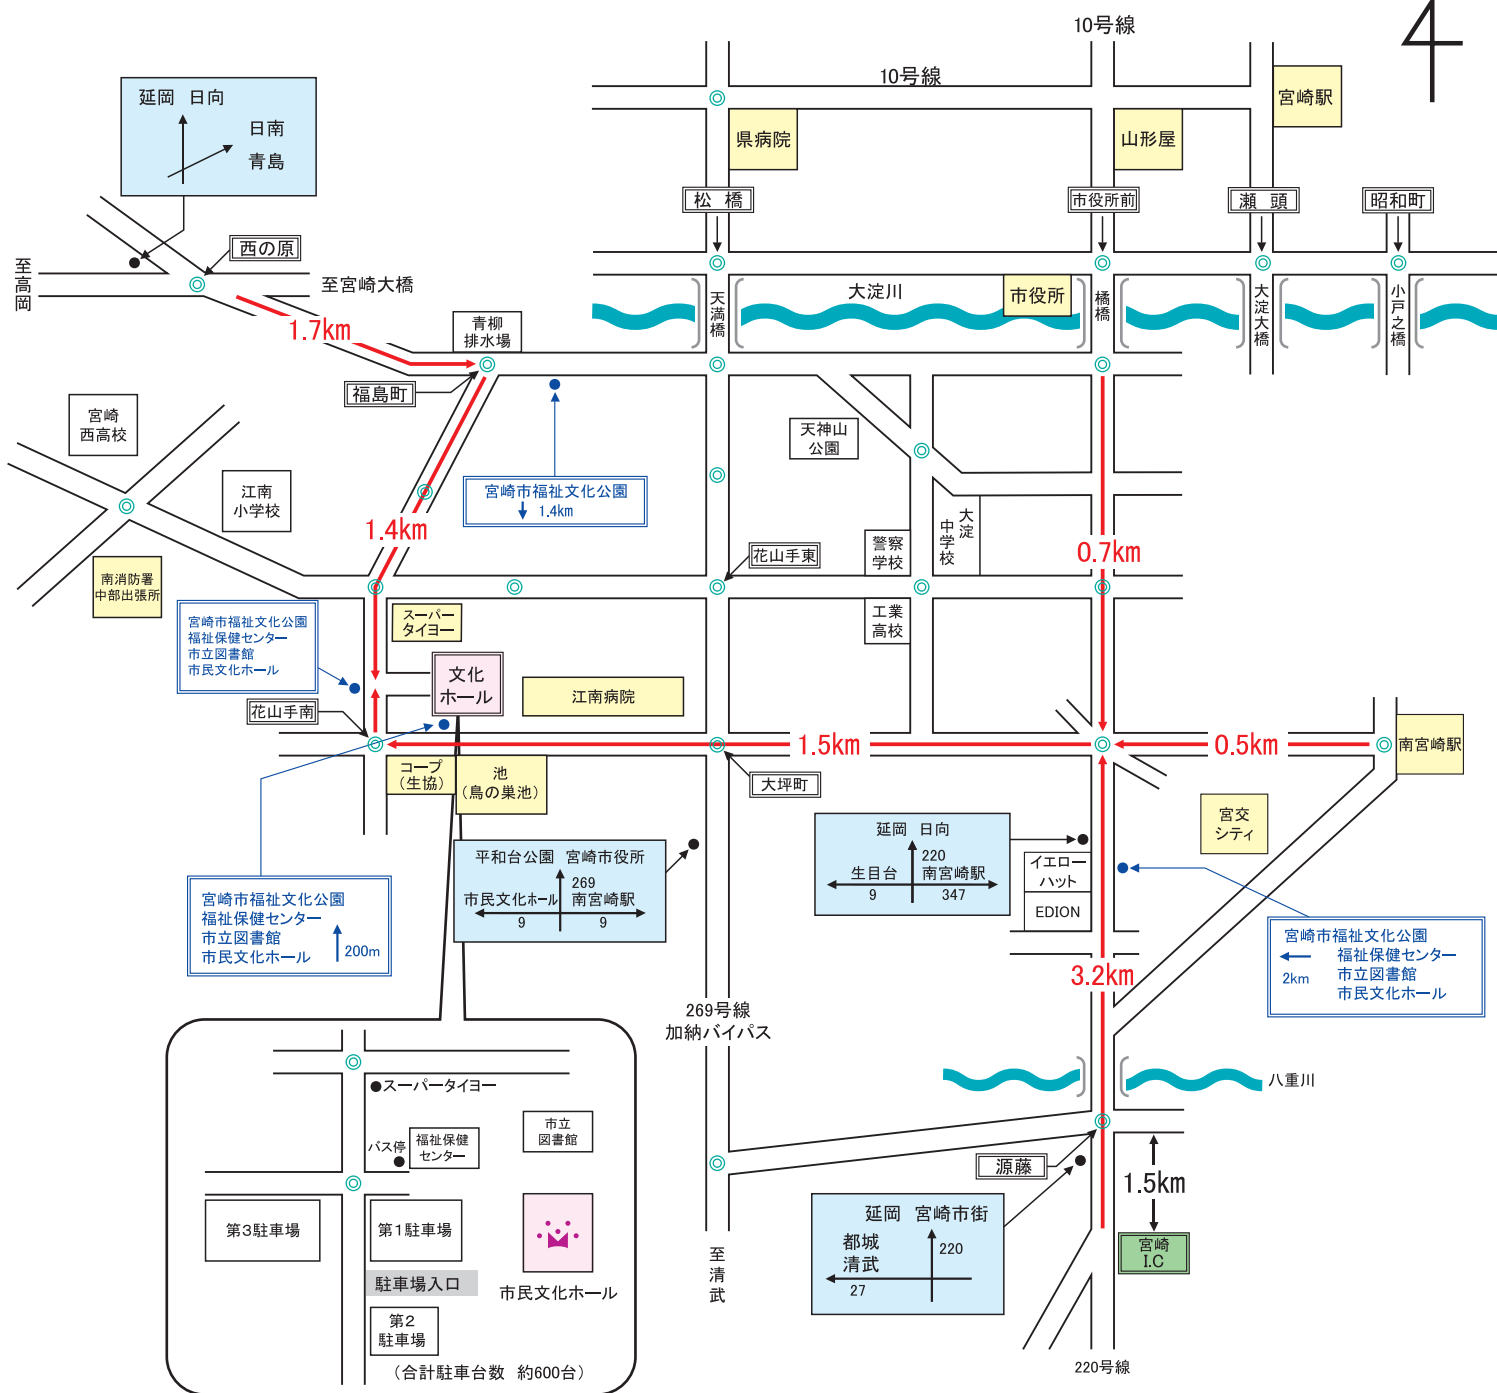 10号線
10号線
延岡 日向
日南
青島
宮崎駅
県病院
山形屋
松 橋
市役所前
瀬 頭
昭和町
西の原
至高岡
至宮崎大橋
大淀川
市役所
天満橋
橘橋
大淀大橋
小戸之橋
1.7km
青柳
排水場
福島町
宮崎
西高校
天神山
公園
江南
小学校
宮崎市福祉文化公園
1.4km
1.4km
大淀
中学校
警察
学校
花山手東
0.7km
南消防署
中部出張所
工業
高校
スーパー
タイヨー
宮崎市福祉文化公園
福祉保健センター
市立図書館
市民文化ホール
文化
ホール
江南病院
花山手南
1.5km
0.5km
南宮崎駅
コープ
(生協)
池
(鳥の巣池)
大坪町
宮交
シティ
延岡 日向
220
生目台
南宮崎駅
9
347
イエロー
ハット
EDION
平和台公園 宮崎市役所
269
市民文化ホール
南宮崎駅
9
9
宮崎市福祉文化公園
福祉保健センター
市立図書館
市民文化ホール
200m
宮崎市福祉文化公園
福祉保健センター
市立図書館
市民文化ホール
2km
3.2km
269号線
加納バイパス
八重川
スーパータイヨー
市立
図書館
バス停
福祉保健
センター
第3駐車場
第1駐車場
駐車場入口
市民文化ホール
第2
駐車場
(合計駐車台数 約600台)
至清武
源藤
1.5km
宮崎
I.C
延岡 宮崎市街
都城
清武
220
27
220号線